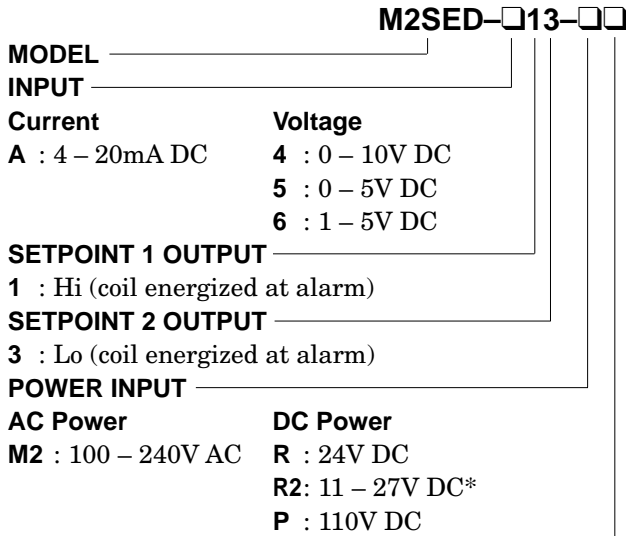 M2SED–❏13–❏❏
MODEL
INPUT
Current Voltage
A : 4 – 20mA DC 4 : 0 – 10V DC
5 : 0 – 5V DC
6 : 1 – 5V DC
SETPOINT 1 OUTPUT
1 : Hi (coil energized at alarm)
SETPOINT 2 OUTPUT
3 : Lo (coil energized at alarm)
POWER INPUT
AC Power DC Power
M2 : 100 – 240V AC R : 24V DC
R2: 11 – 27V DC*
P : 110V DC